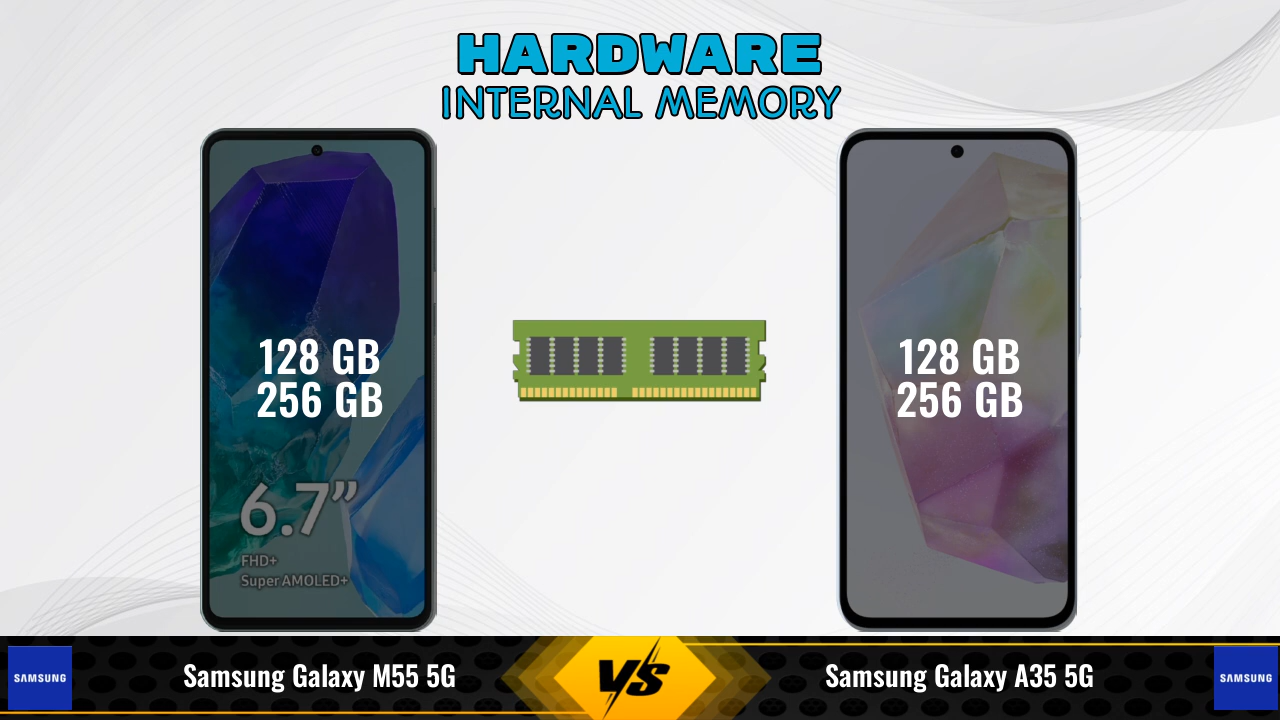 HARDWARE
INTERNAL MEMORY
128 GB
256 GB
6.7”
FHD+
Super AMOLED+
128 GB
256 GB
SAMSUNG
Samsung Galaxy M55 5G
VS
Samsung Galaxy A35 5G
SAMSUNG